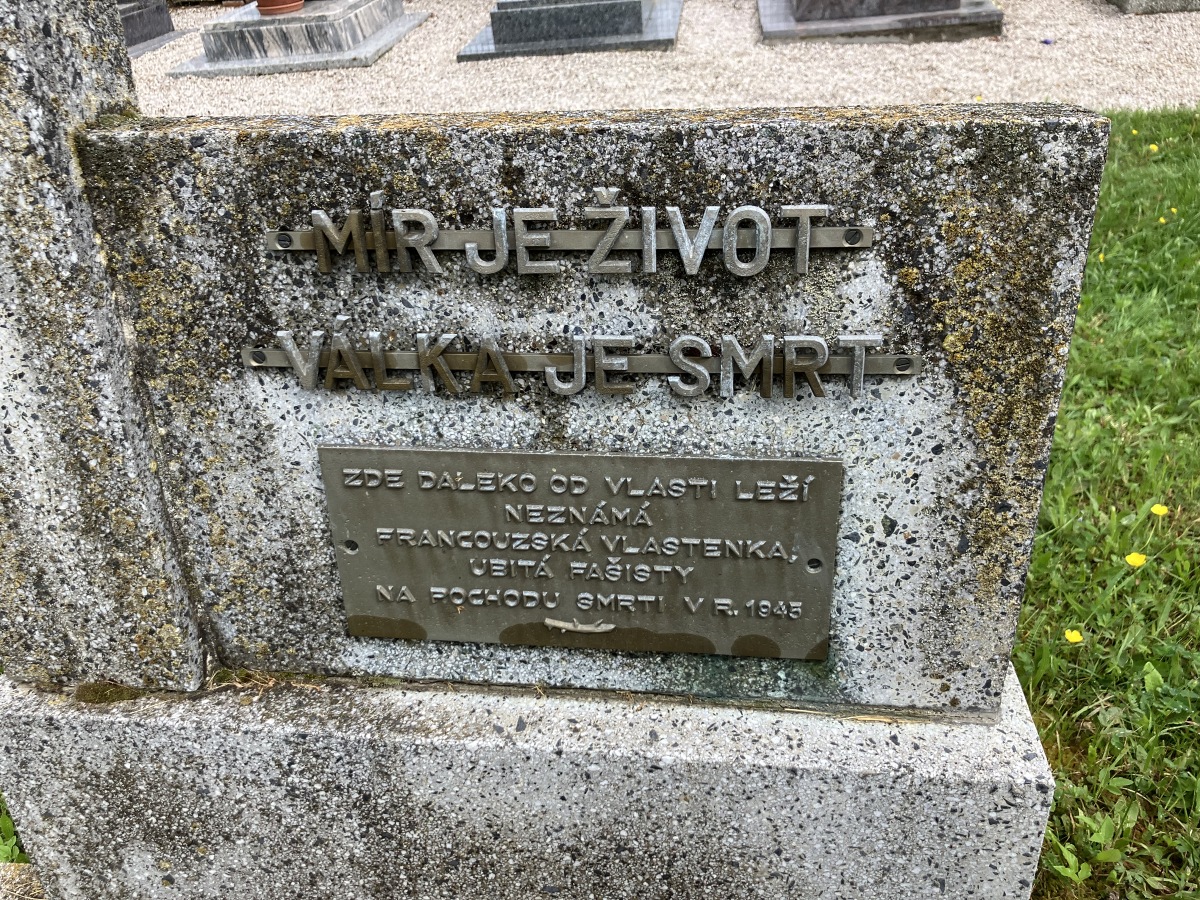 MÍR JE ŽIVOT
VÁLKA JE SMRT
ZDE DALEKO OD VLASTI LEŽÍ
NEZNÁMÁ
FRANCOUZSKÁ VLASTENKA,
UBITÁ FAŠISTY
NA POCHODU SMRTI V R. 1945